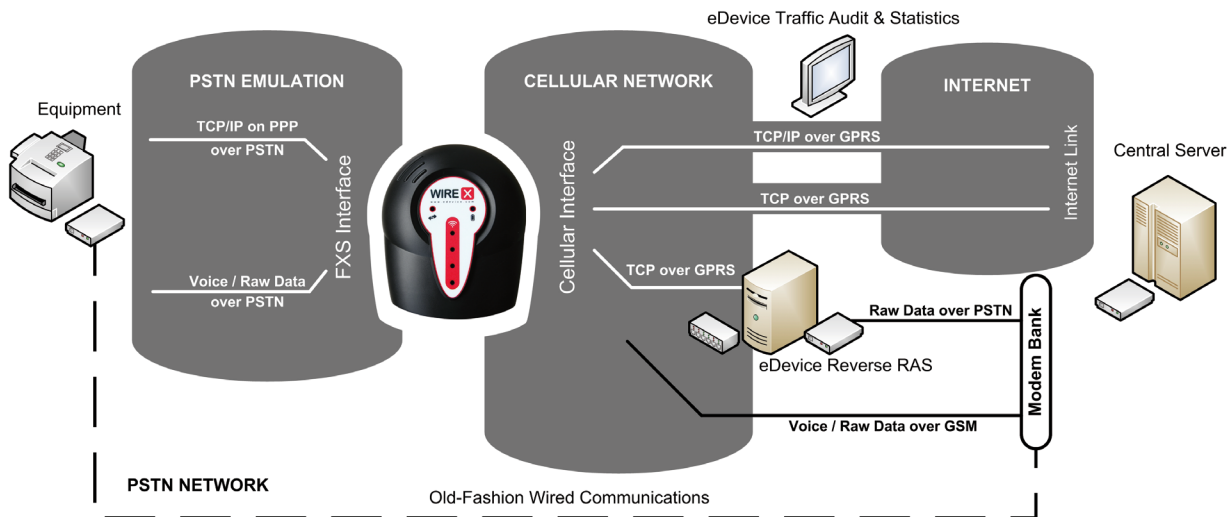 eDevice Traffic Audit & Statistics
PSTN EMULATION
CELLULAR NETWORK
INTERNET
Equipment
TCP/IP on PPP
over PSTN
FXS Interface
Voice / Raw Data
over PSTN
WIRE X
Cellular Interface
TCP/IP over GPRS
TCP over GPRS
TCP over GPRS
Internet Link
Central Server
Raw Data over PSTN
eDevice Reverse RAS
Modem Bank
Voice / Raw Data over GSM
PSTN NETWORK
Old-Fashion Wired Communications